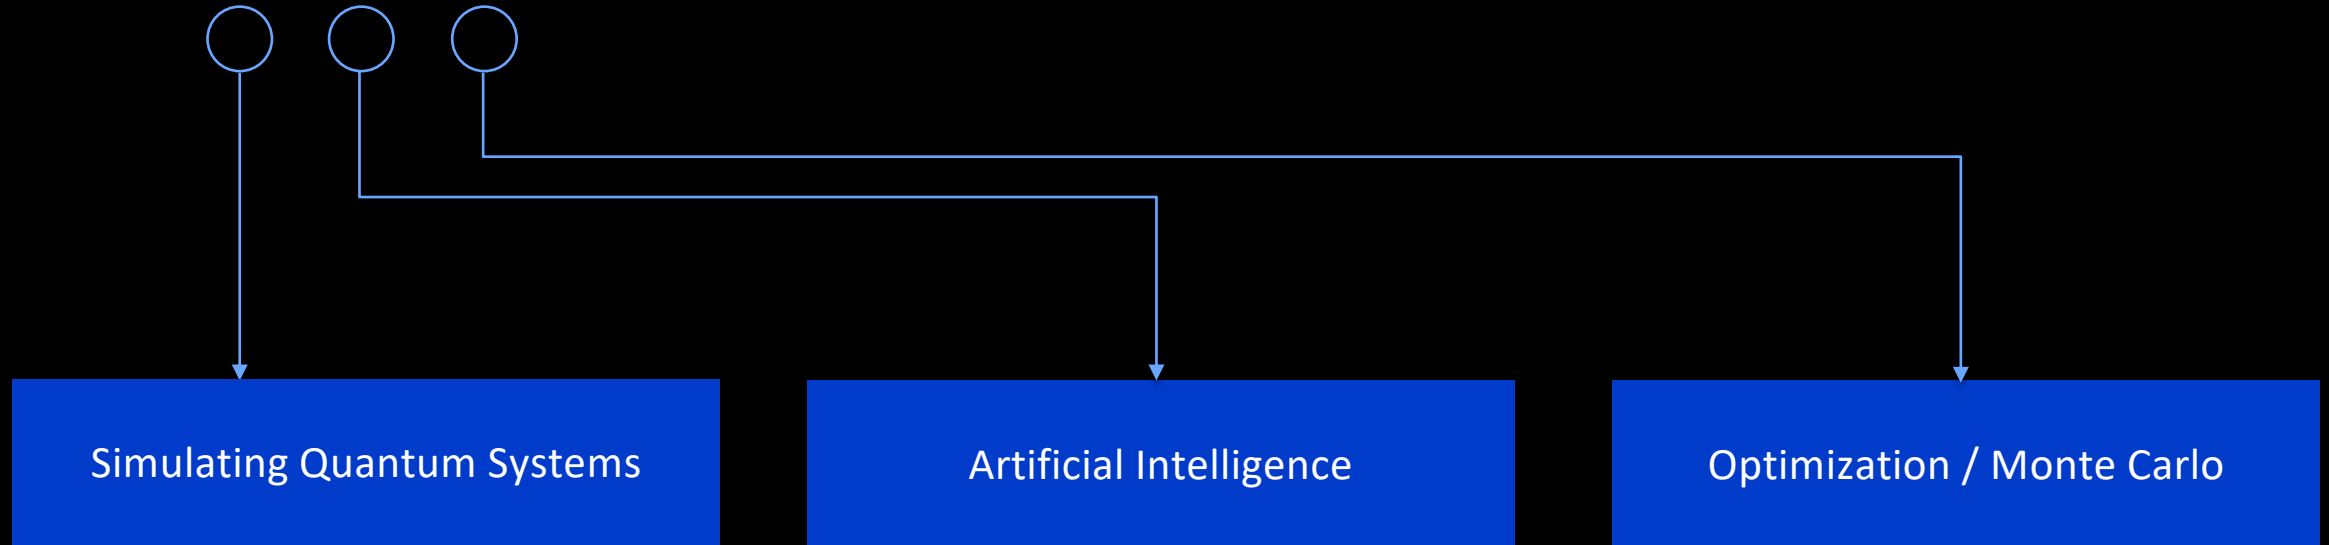 Simulating Quantum Systems
Artificial Intelligence
Optimization / Monte Carlo